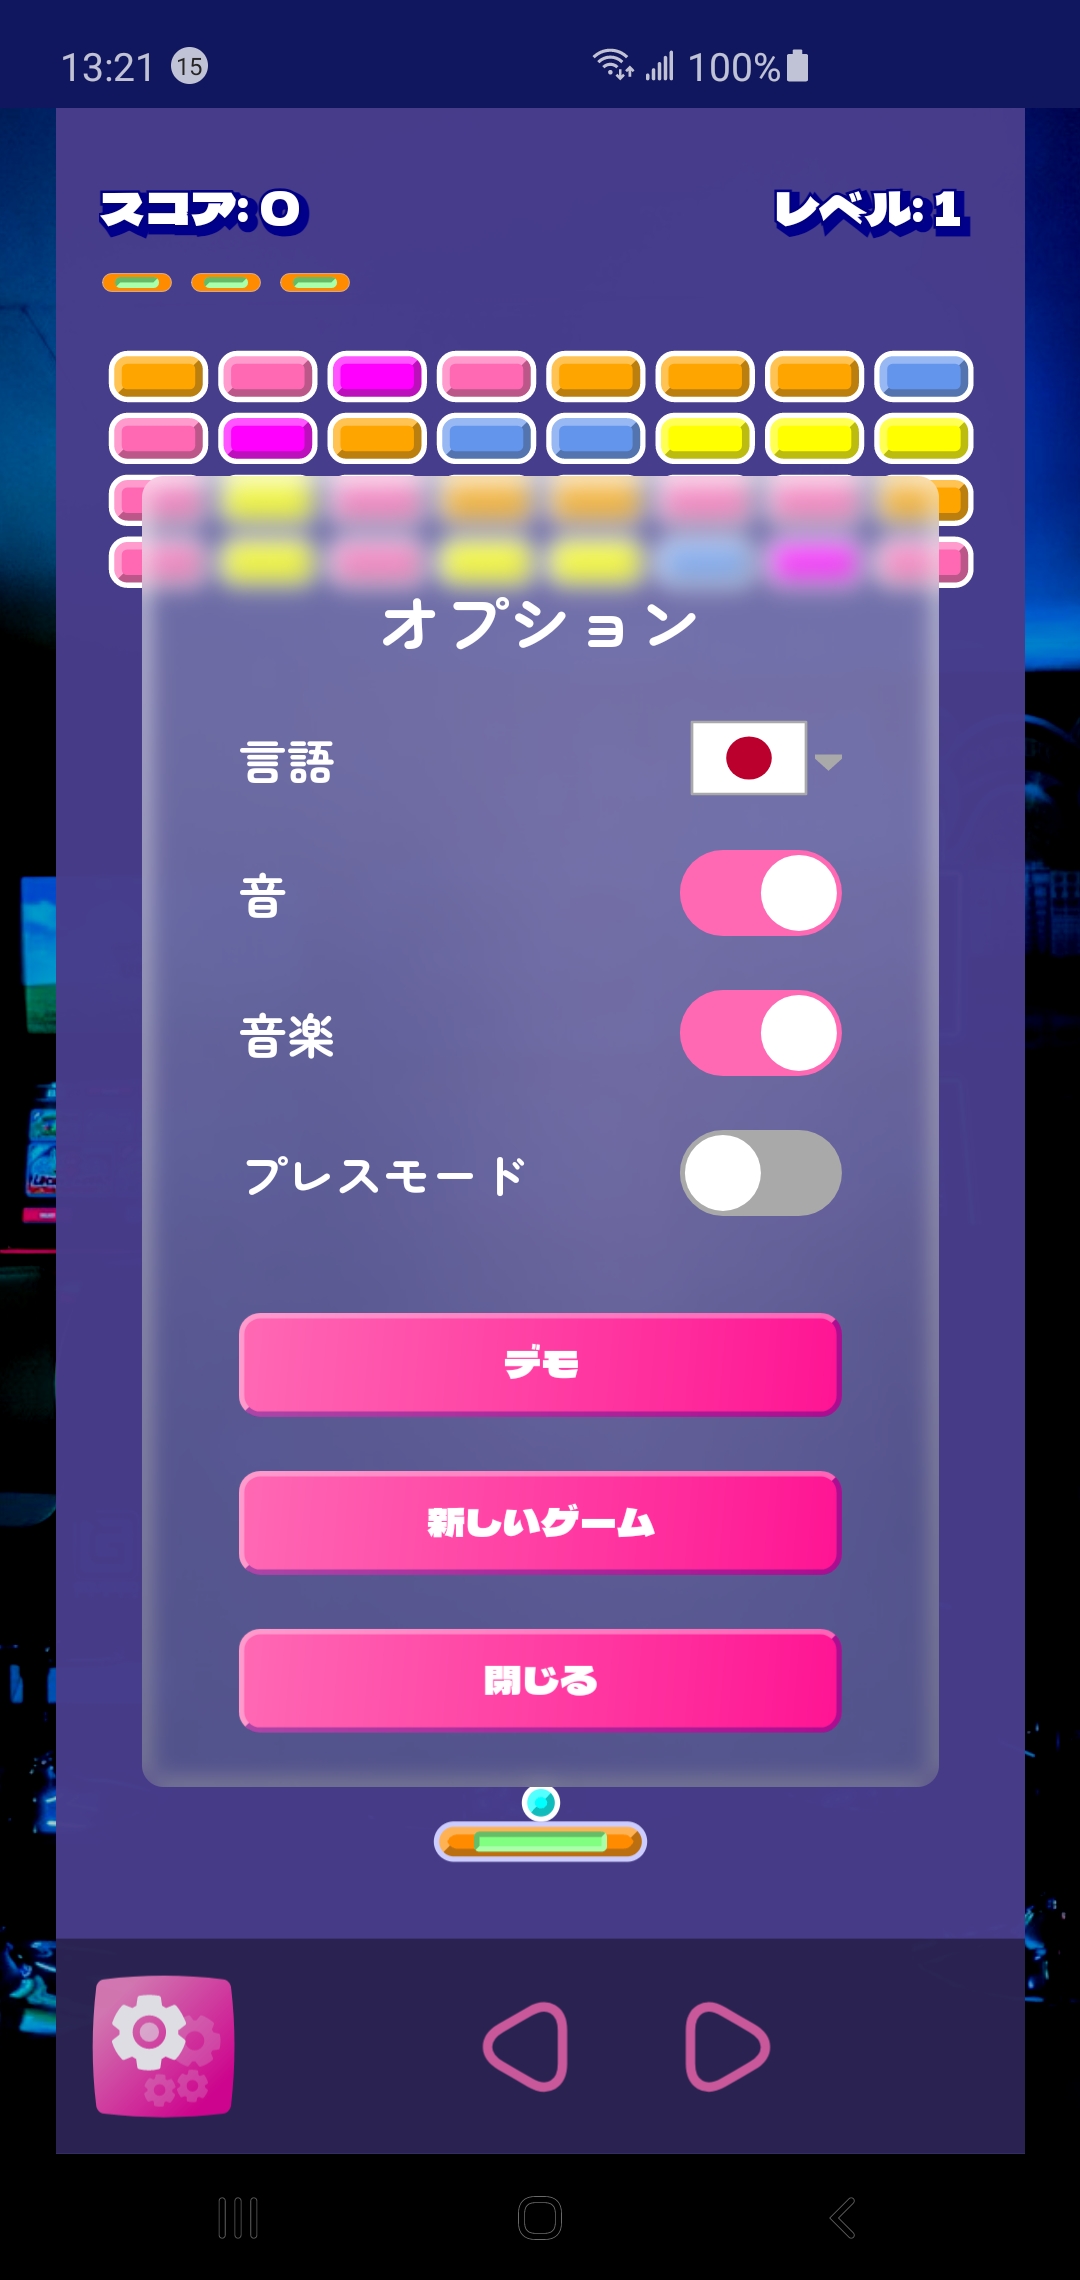 13:21 15 100%
スコア: 0 レベル: 1
オプション
言語
音
音楽
プレスモード
デモ
新しいゲーム
閉じる